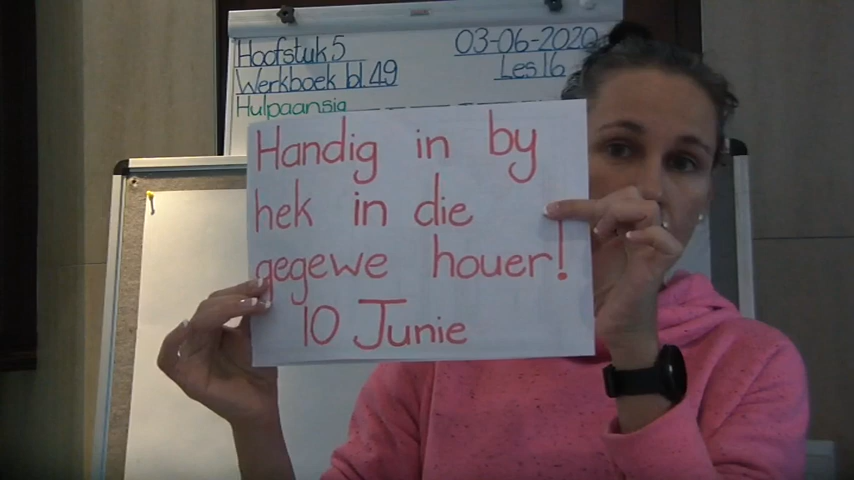 Hoofstuk 5
03-06-2020
Werkboek bl.49
Les 16
Hulpaansig
Handig in by
hek in die
gegewe houer!
10 Junie